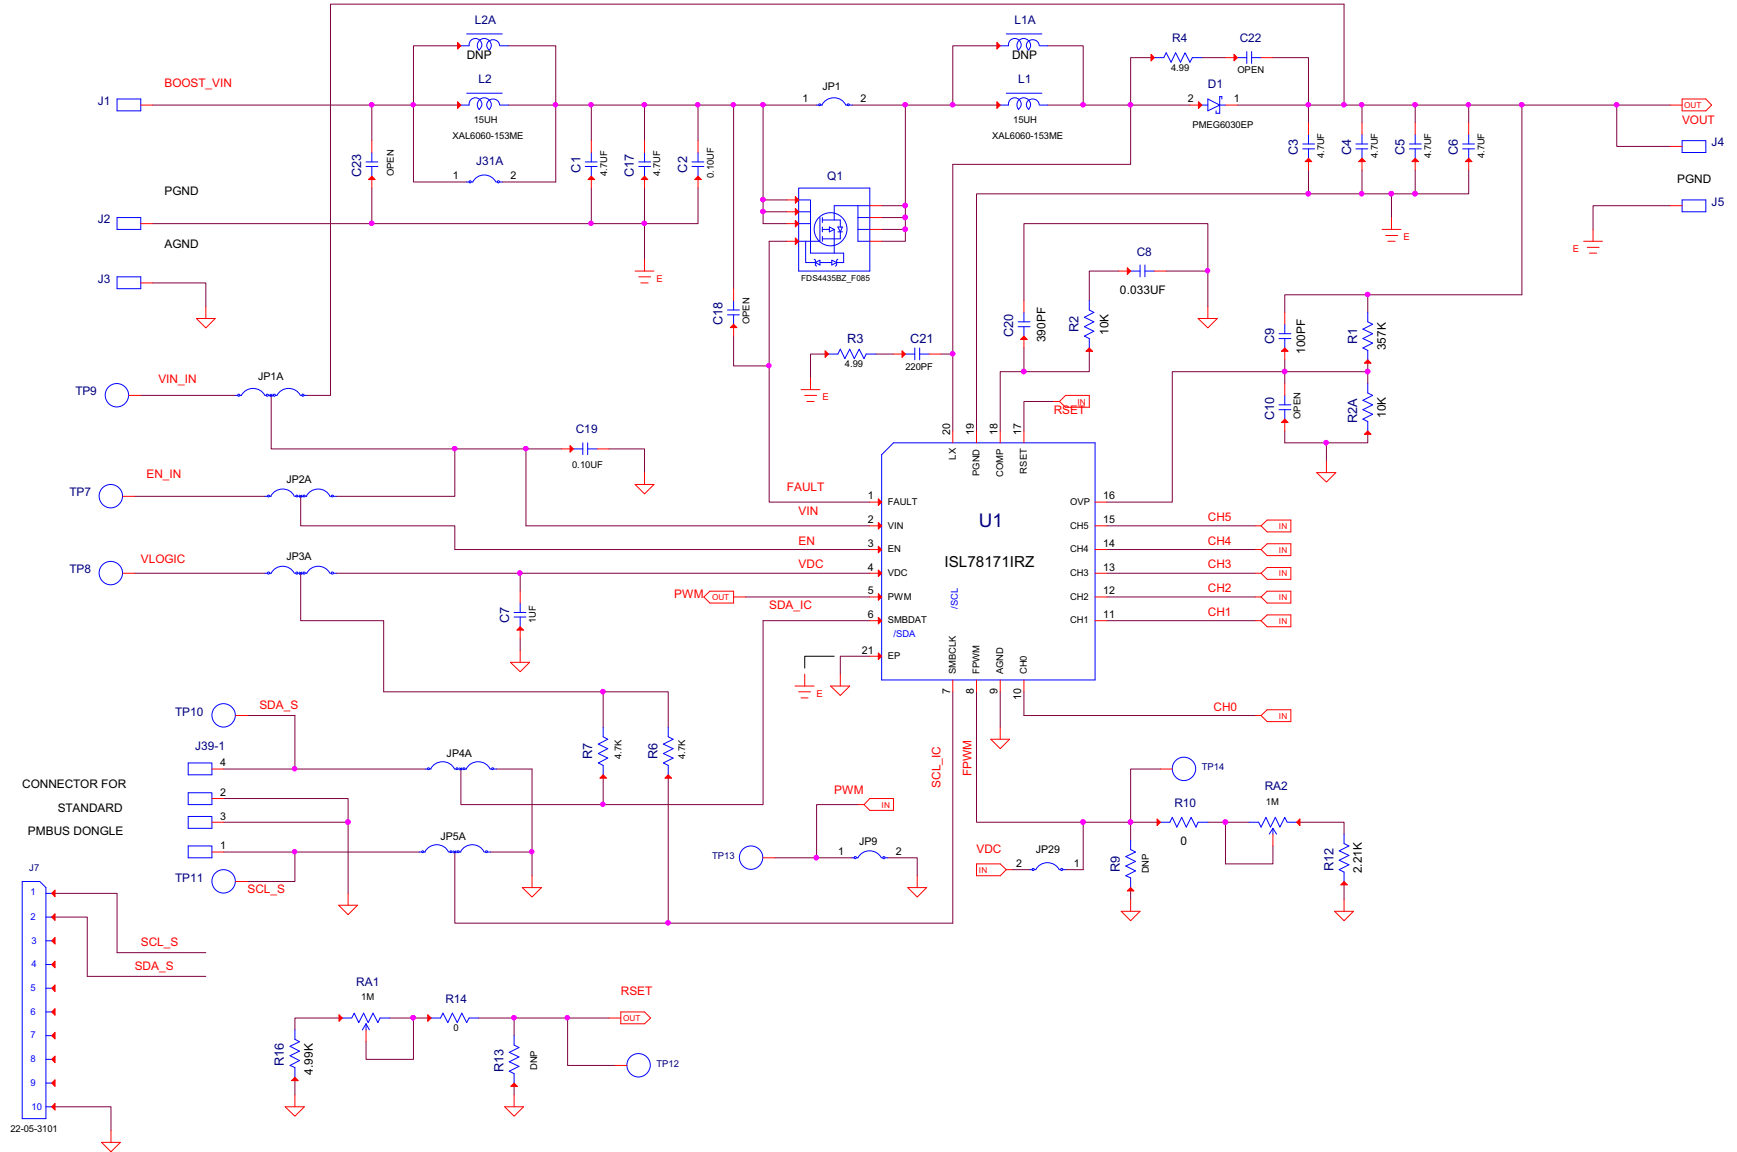 L2A
DNP
L2
15UH
XAL6060-153ME
J31A
1 2
L1A
DNP
L1
15UH
XAL6060-153ME
JP1
1 2
R4
4.99
C22
OPEN
D1
2 1
PMEG6030EP
OUT
VOUT
J4
PGND
J5
E
BOOST_VIN
J1
PGND
J2
AGND
J3
C23
OPEN
C1
4.7UF
C17
4.7UF
C2
0.10UF
E
Q1
FDS4435BZ_F085
C18
OPEN
C3
4.7UF
C4
4.7UF
C5
4.7UF
C6
4.7UF
E
C8
0.033UF
C20
390PF
R2
10K
R3
4.99
C21
220PF
E
IN
RSET
C9
100PF
R1
357K
C10
OPEN
R2A
10K
TP9
VIN_IN
JP1A
C19
0.10UF
TP7
EN_IN
JP2A
TP8
VLOGIC
JP3A
C7
1UF
FAULT
VIN
EN
VDC
PWM
OUT
SDA_IC
E
20
19
18
17
LX
PGND
COMP
RSET
1 FAULT
2 VIN
3 EN
4 VDC
5 PWM
6 SMBDAT
/SDA
21 EP
U1
ISL78171IRZ
/SCL
OVP 16
CH5 15 CH5 IN
CH4 14 CH4 IN
CH3 13 CH3 IN
CH2 12 CH2 IN
CH1 11 CH1 IN
SMBCLK
FPWM
AGND
CH0
7
8
9
10
CH0 IN
SCL_IC
FPWM
TP10
SDA_S
J39-1
4
2
3
1
CONNECTOR FOR
STANDARD
PMBUS DONGLE
TP11
SCL_S
JP4A
JP5A
R7
4.7K
R6
4.7K
PWM
IN
TP13
JP9
1 2
VDC
IN
JP29
2 1
TP14
R10
0
RA2
1M
R9
DNP
R12
2.21K
J7
1
2
3
4
5
6
7
8
9
10
22-05-3101
SCL_S
SDA_S
RA1
1M
R14
0
R16
4.99K
R13
DNP
RSET
OUT
TP12